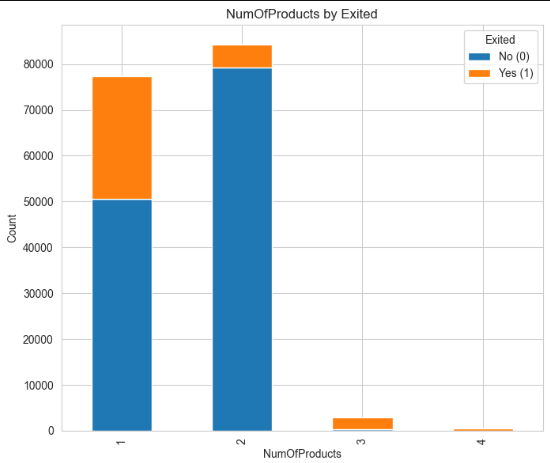 NumOfProducts by Exited
Exited
No (0)
Yes (1)
80000
70000
60000
50000
40000
30000
20000
10000
0
Count
1
2
3
4
NumOfProducts